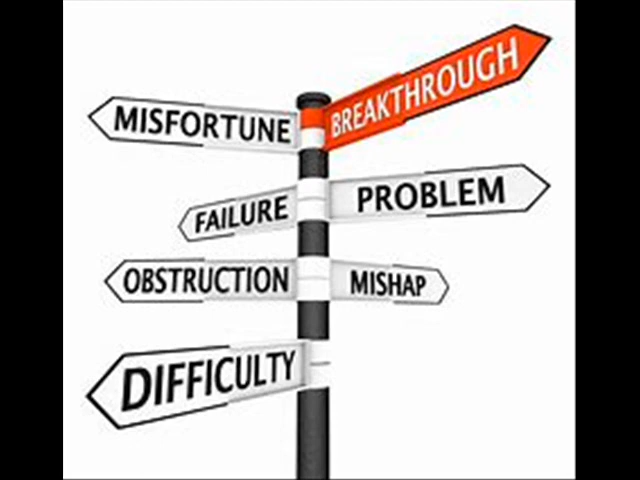 BREAKTHROUGH
MISFORTUNE
PROBLEM
FAILURE
OBSTRUCTION
MISHAP
DIFFICULTY